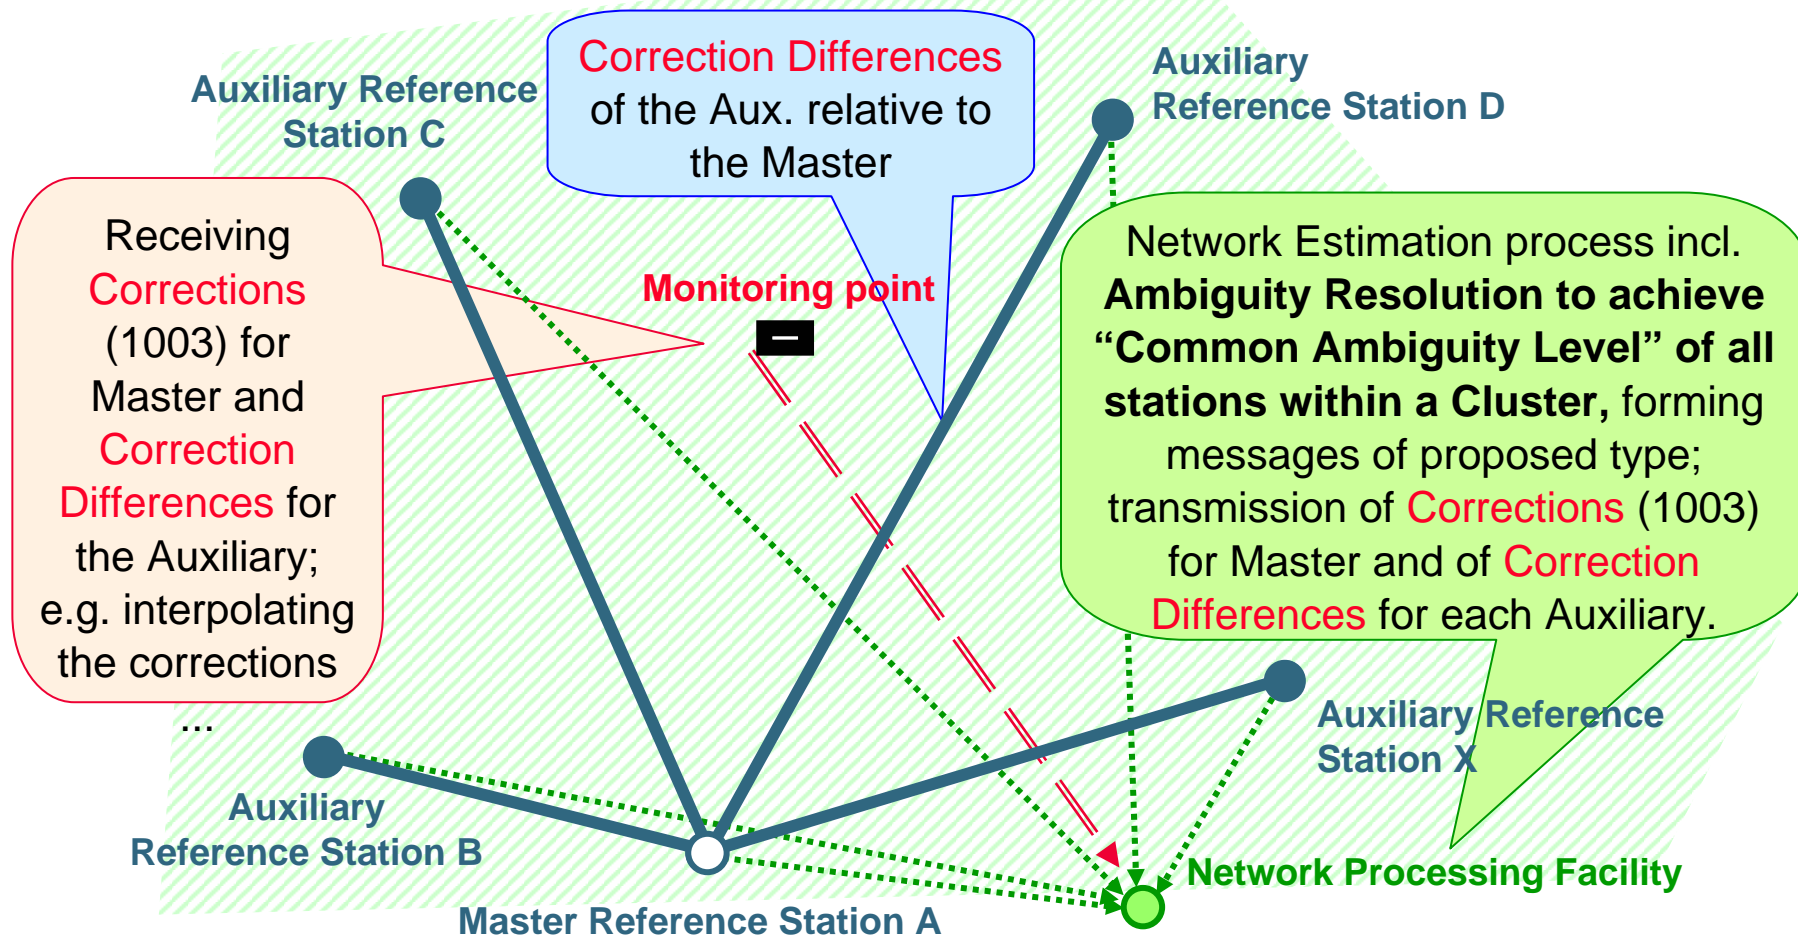 Auxiliary Reference
Station C
Correction Differences
of the Aux. relative to
the Master
Auxiliary
Reference Station D
Receiving
Corrections
(1003) for
Master and
Correction
Differences for
the Auxiliary;
e.g. interpolating
the corrections
...
Monitoring point
Network Estimation process incl.
Ambiguity Resolution to achieve
“Common Ambiguity Level” of all
stations within a Cluster, forming
messages of proposed type;
transmission of Corrections (1003)
for Master and of Correction
Differences for each Auxiliary.
Auxiliary Reference
Station X
Auxiliary
Reference Station B
Network Processing Facility
Master Reference Station A